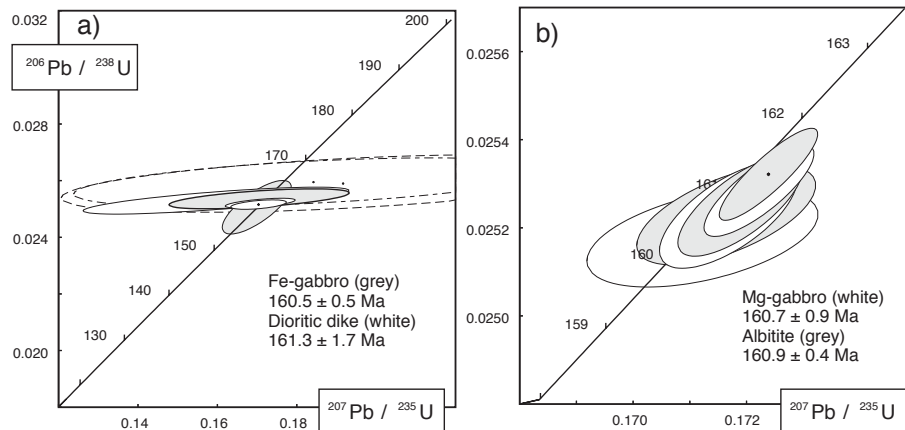 a)
0.032
²⁰⁶Pb / ²³⁸U
0.028
0.024
0.020
200
190
180
170
150
140
130
Fe-gabbro (grey)
160.5 ± 0.5 Ma
Dioritic dike (white)
161.3 ± 1.7 Ma
0.14
0.16
0.18
²⁰⁷Pb / ²³⁵U
b)
0.0256
0.0254
0.0252
0.0250
163
162
160
159
Mg-gabbro (white)
160.7 ± 0.9 Ma
Albitite (grey)
160.9 ± 0.4 Ma
0.170
0.172
²⁰⁷Pb / ²³⁵U